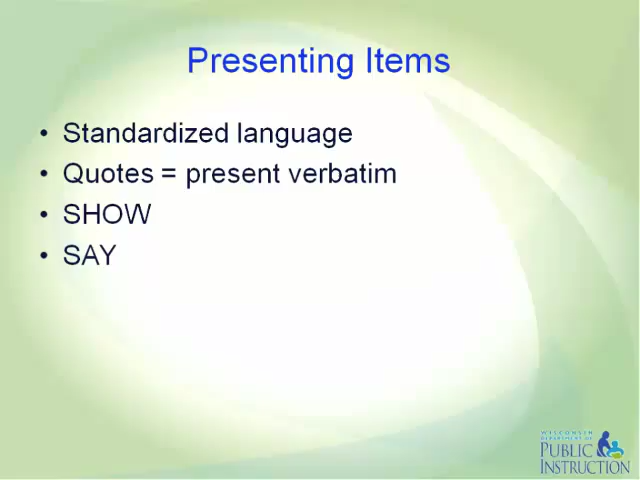 Presenting Items
• Standardized language
• Quotes = present verbatim
• SHOW
• SAY
WISCONSIN
DEPARTMENT OF
PUBLIC
INSTRUCTION